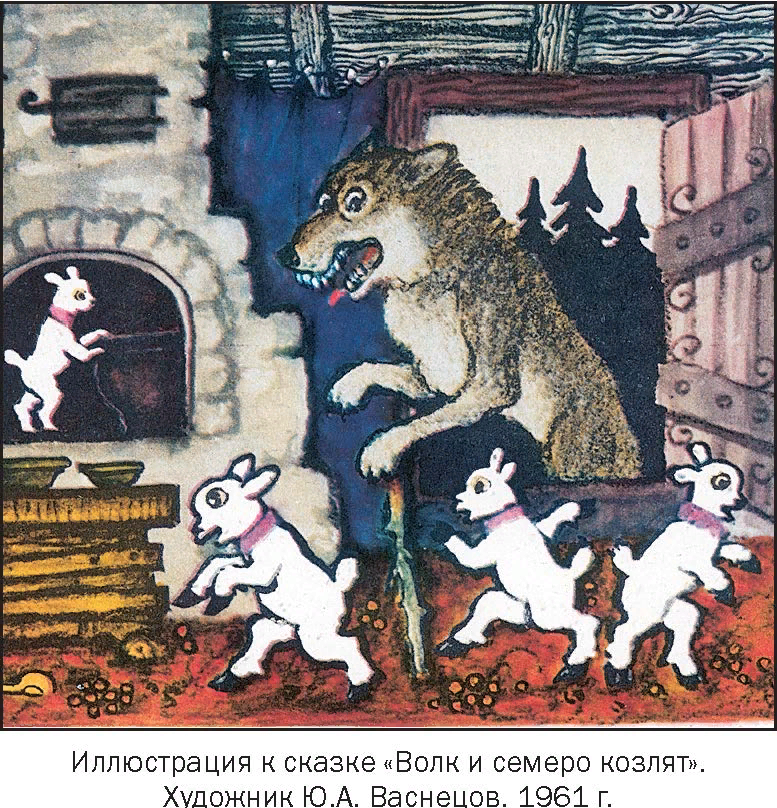 Иллюстрация к сказке «Волк и семеро козлят».
Художник Ю.А. Васнецов. 1961 г.